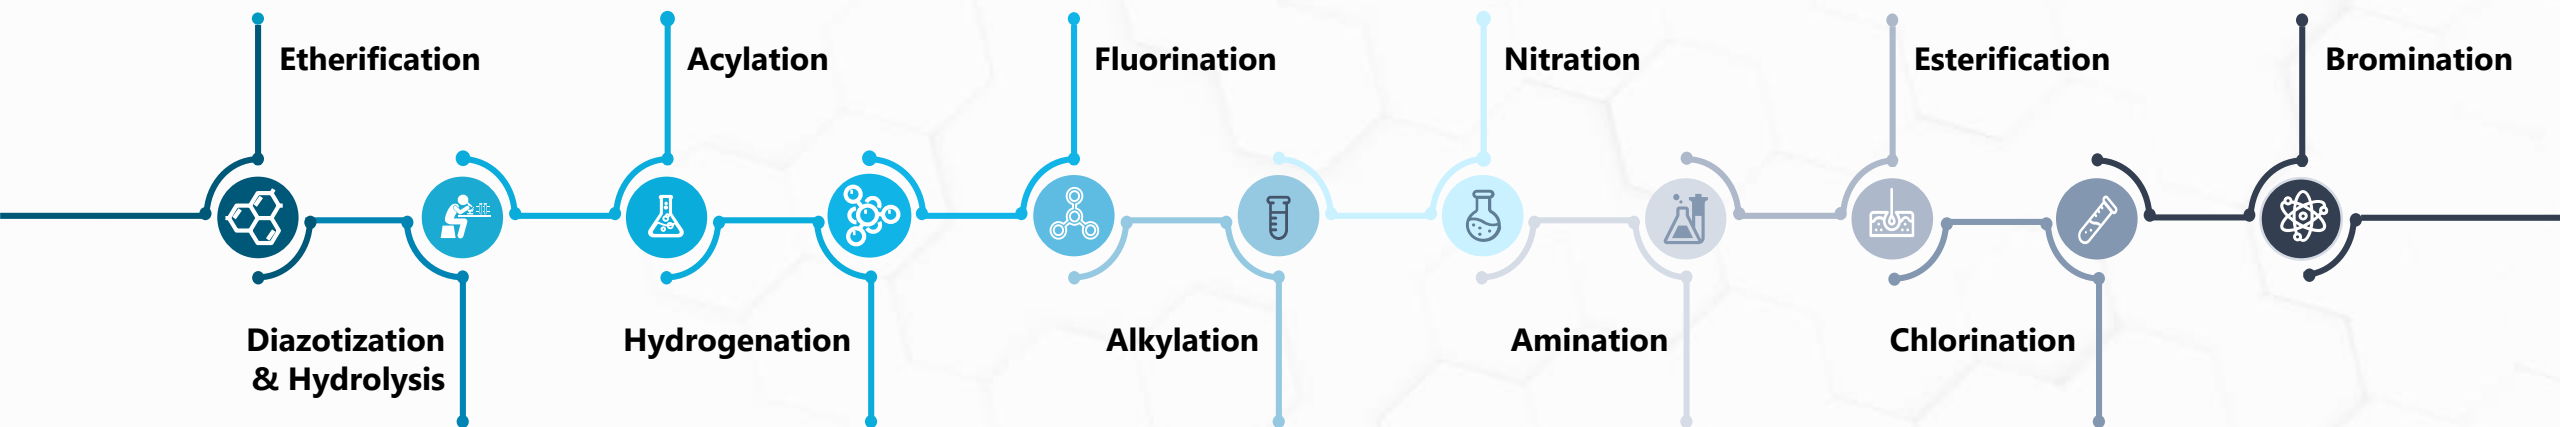 Etherification
Acylation
Fluorination
Nitration
Esterification
Bromination
Diazotization
& Hydrolysis
Hydrogenation
Alkylation
Amination
Chlorination